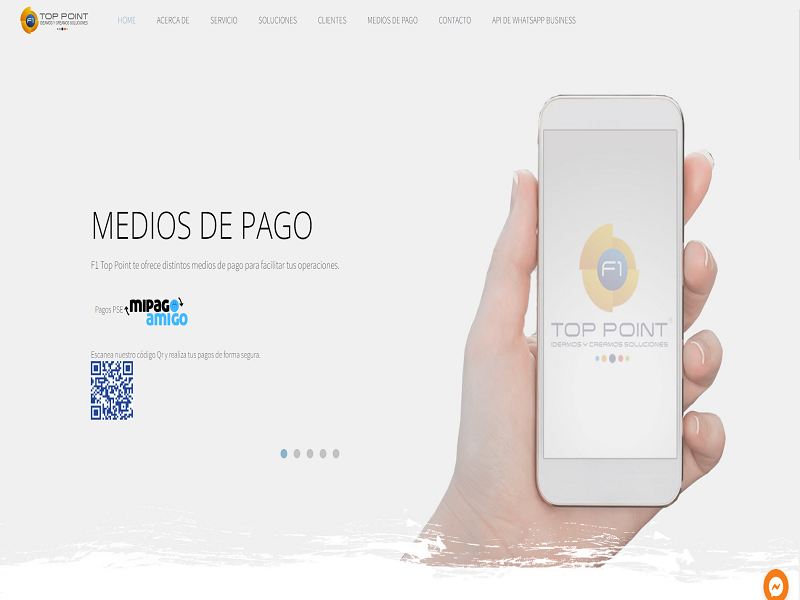 F1
TOP POINT
IDEAMOS Y CREAMOS SOLUCIONES
HOME
ACERCA DE
SERVICIO
SOLUCIONES
CLIENTES
MEDIOS DE PAGO
CONTACTO
API DE WHATSAPP BUSINESS
MEDIOS DE PAGO
F1 Top Point te ofrece distintos medios de pago para facilitar tus operaciones.
Pagos PSE
MIPAGO
amigo
Escanea nuestro código Qr y realiza tus pagos de forma segura.
F1
TOP POINT
IDEAMOS Y CREAMOS SOLUCIONES